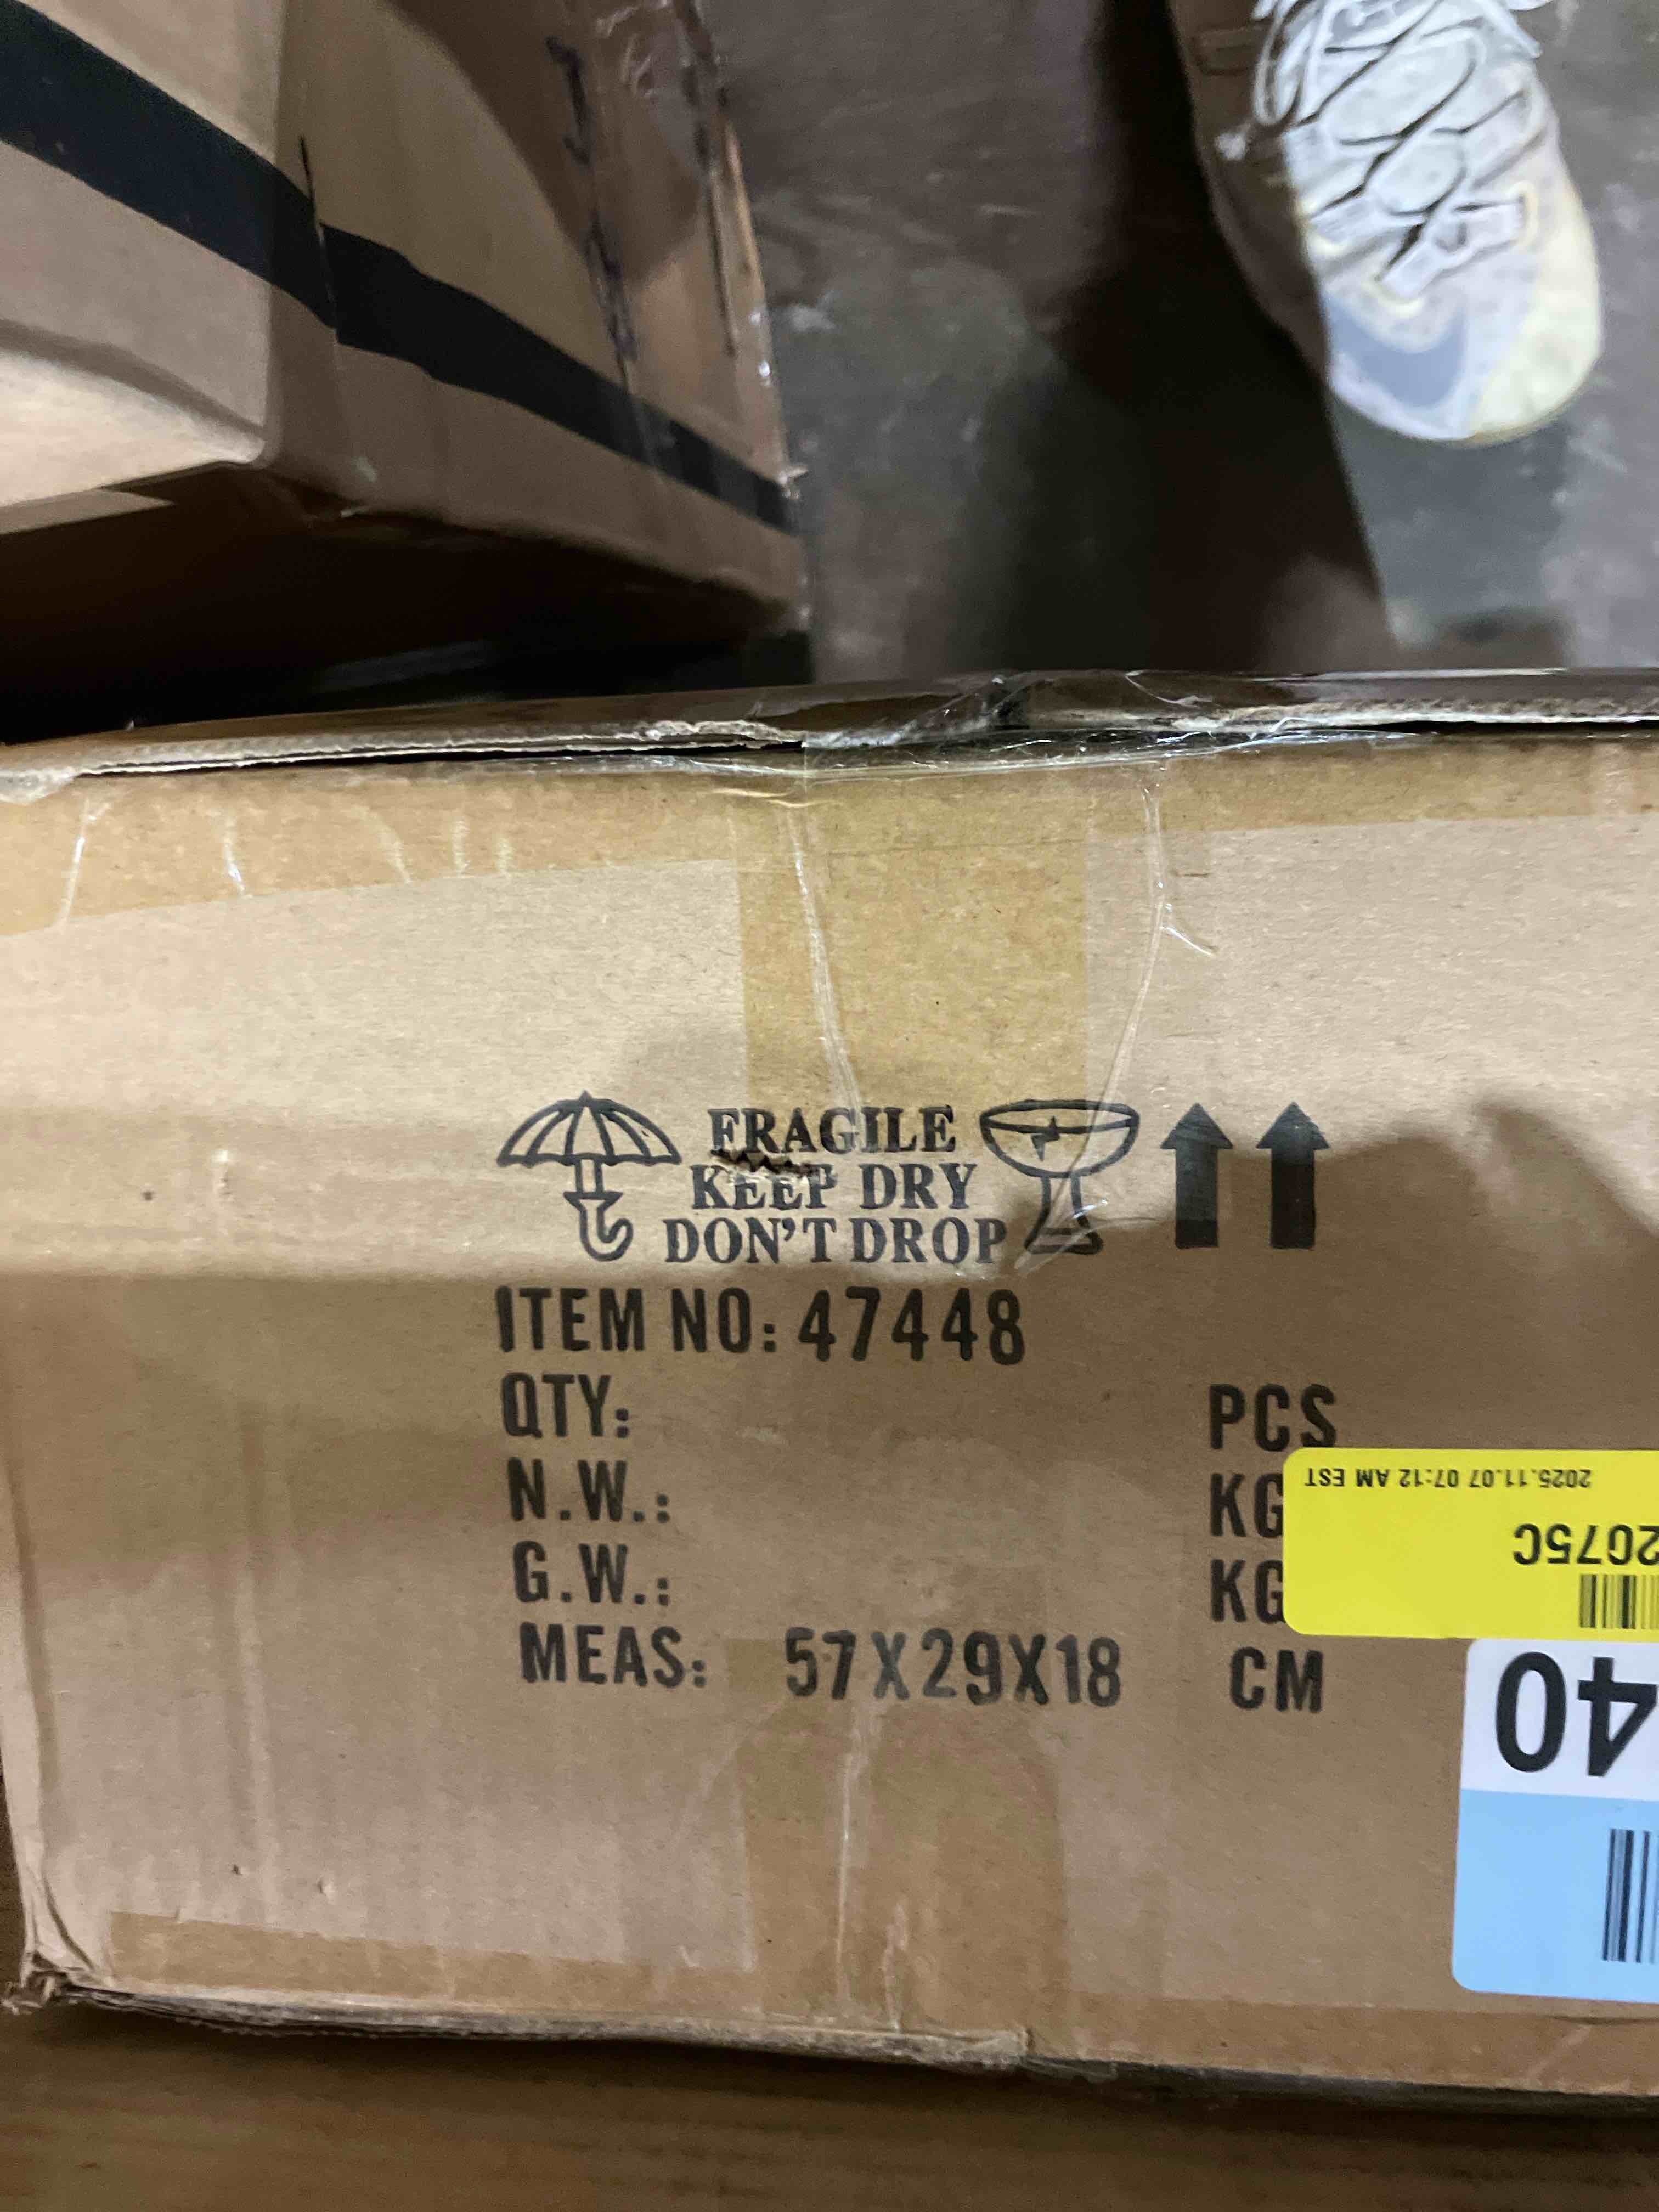 FRAGILE
KEEP DRY
DON'T DROP
ITEM NO: 47448
QTY: PCS
N.W.: KG
G.W.: KG
MEAS: 57X29X18 CM
2025.11.07 07:12 AM EST
2075C
40